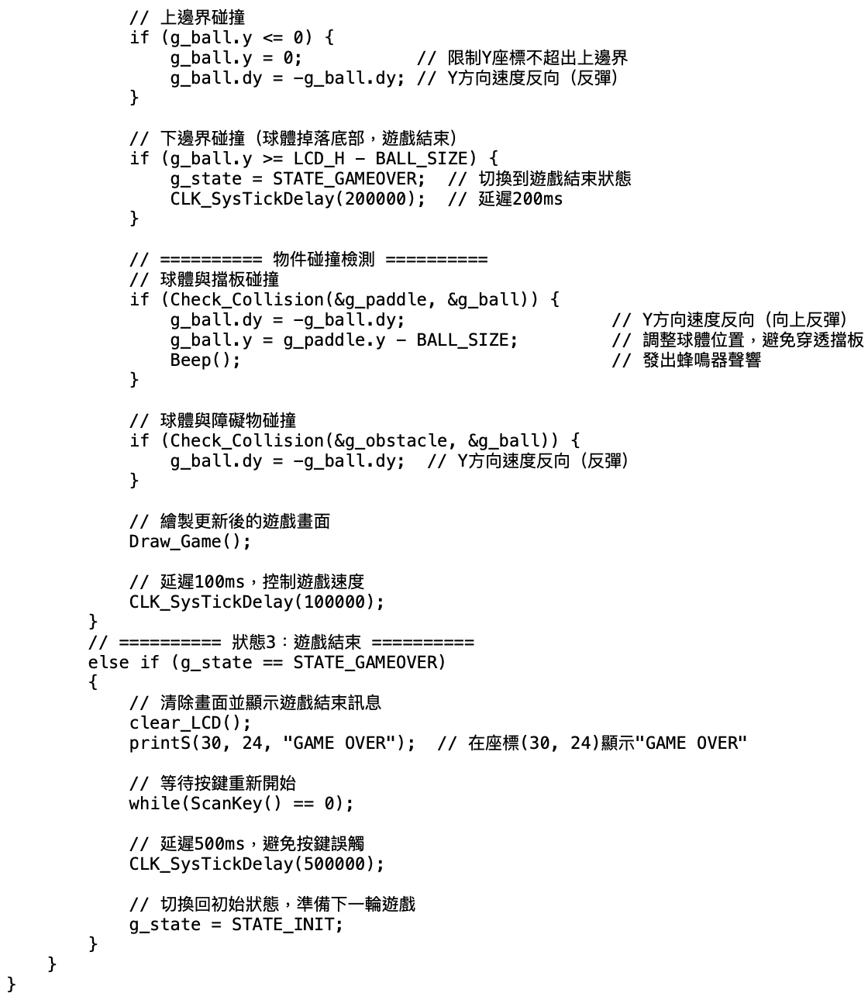 // 上邊界碰撞
if (g_ball.y <= 0) {
g_ball.y = 0;           // 限制Y座標不超出上邊界
g_ball.dy = -g_ball.dy; // Y方向速度反向（反彈）
}
// 下邊界碰撞（球體掉落底部，遊戲結束）
if (g_ball.y >= LCD_H - BALL_SIZE) {
g_state = STATE_GAMEOVER;  // 切換到遊戲結束狀態
CLK_SysTickDelay(200000);  // 延遲200ms
}
// ========== 物件碰撞檢測 ==========
// 球體與擋板碰撞
if (Check_Collision(&g_paddle, &g_ball)) {
g_ball.dy = -g_ball.dy;                    // Y方向速度反向（向上反彈）
g_ball.y = g_paddle.y - BALL_SIZE;         // 調整球體位置，避免穿透擋板
Beep();                                    // 發出蜂鳴器聲響
}
// 球體與障礙物碰撞
if (Check_Collision(&g_obstacle, &g_ball)) {
g_ball.dy = -g_ball.dy;  // Y方向速度反向（反彈）
}
// 繪製更新後的遊戲畫面
Draw_Game();
// 延遲100ms，控制遊戲速度
CLK_SysTickDelay(100000);
}
// ========== 狀態3：遊戲結束 ==========
else if (g_state == STATE_GAMEOVER)
{
// 清除畫面並顯示遊戲結束訊息
clear_LCD();
printS(30, 24, "GAME OVER");  // 在座標(30, 24)顯示"GAME OVER"
// 等待按鍵重新開始
while(ScanKey() == 0);
// 延遲500ms，避免按鍵誤觸
CLK_SysTickDelay(500000);
// 切換回初始狀態，準備下一輪遊戲
g_state = STATE_INIT;
}
}
}